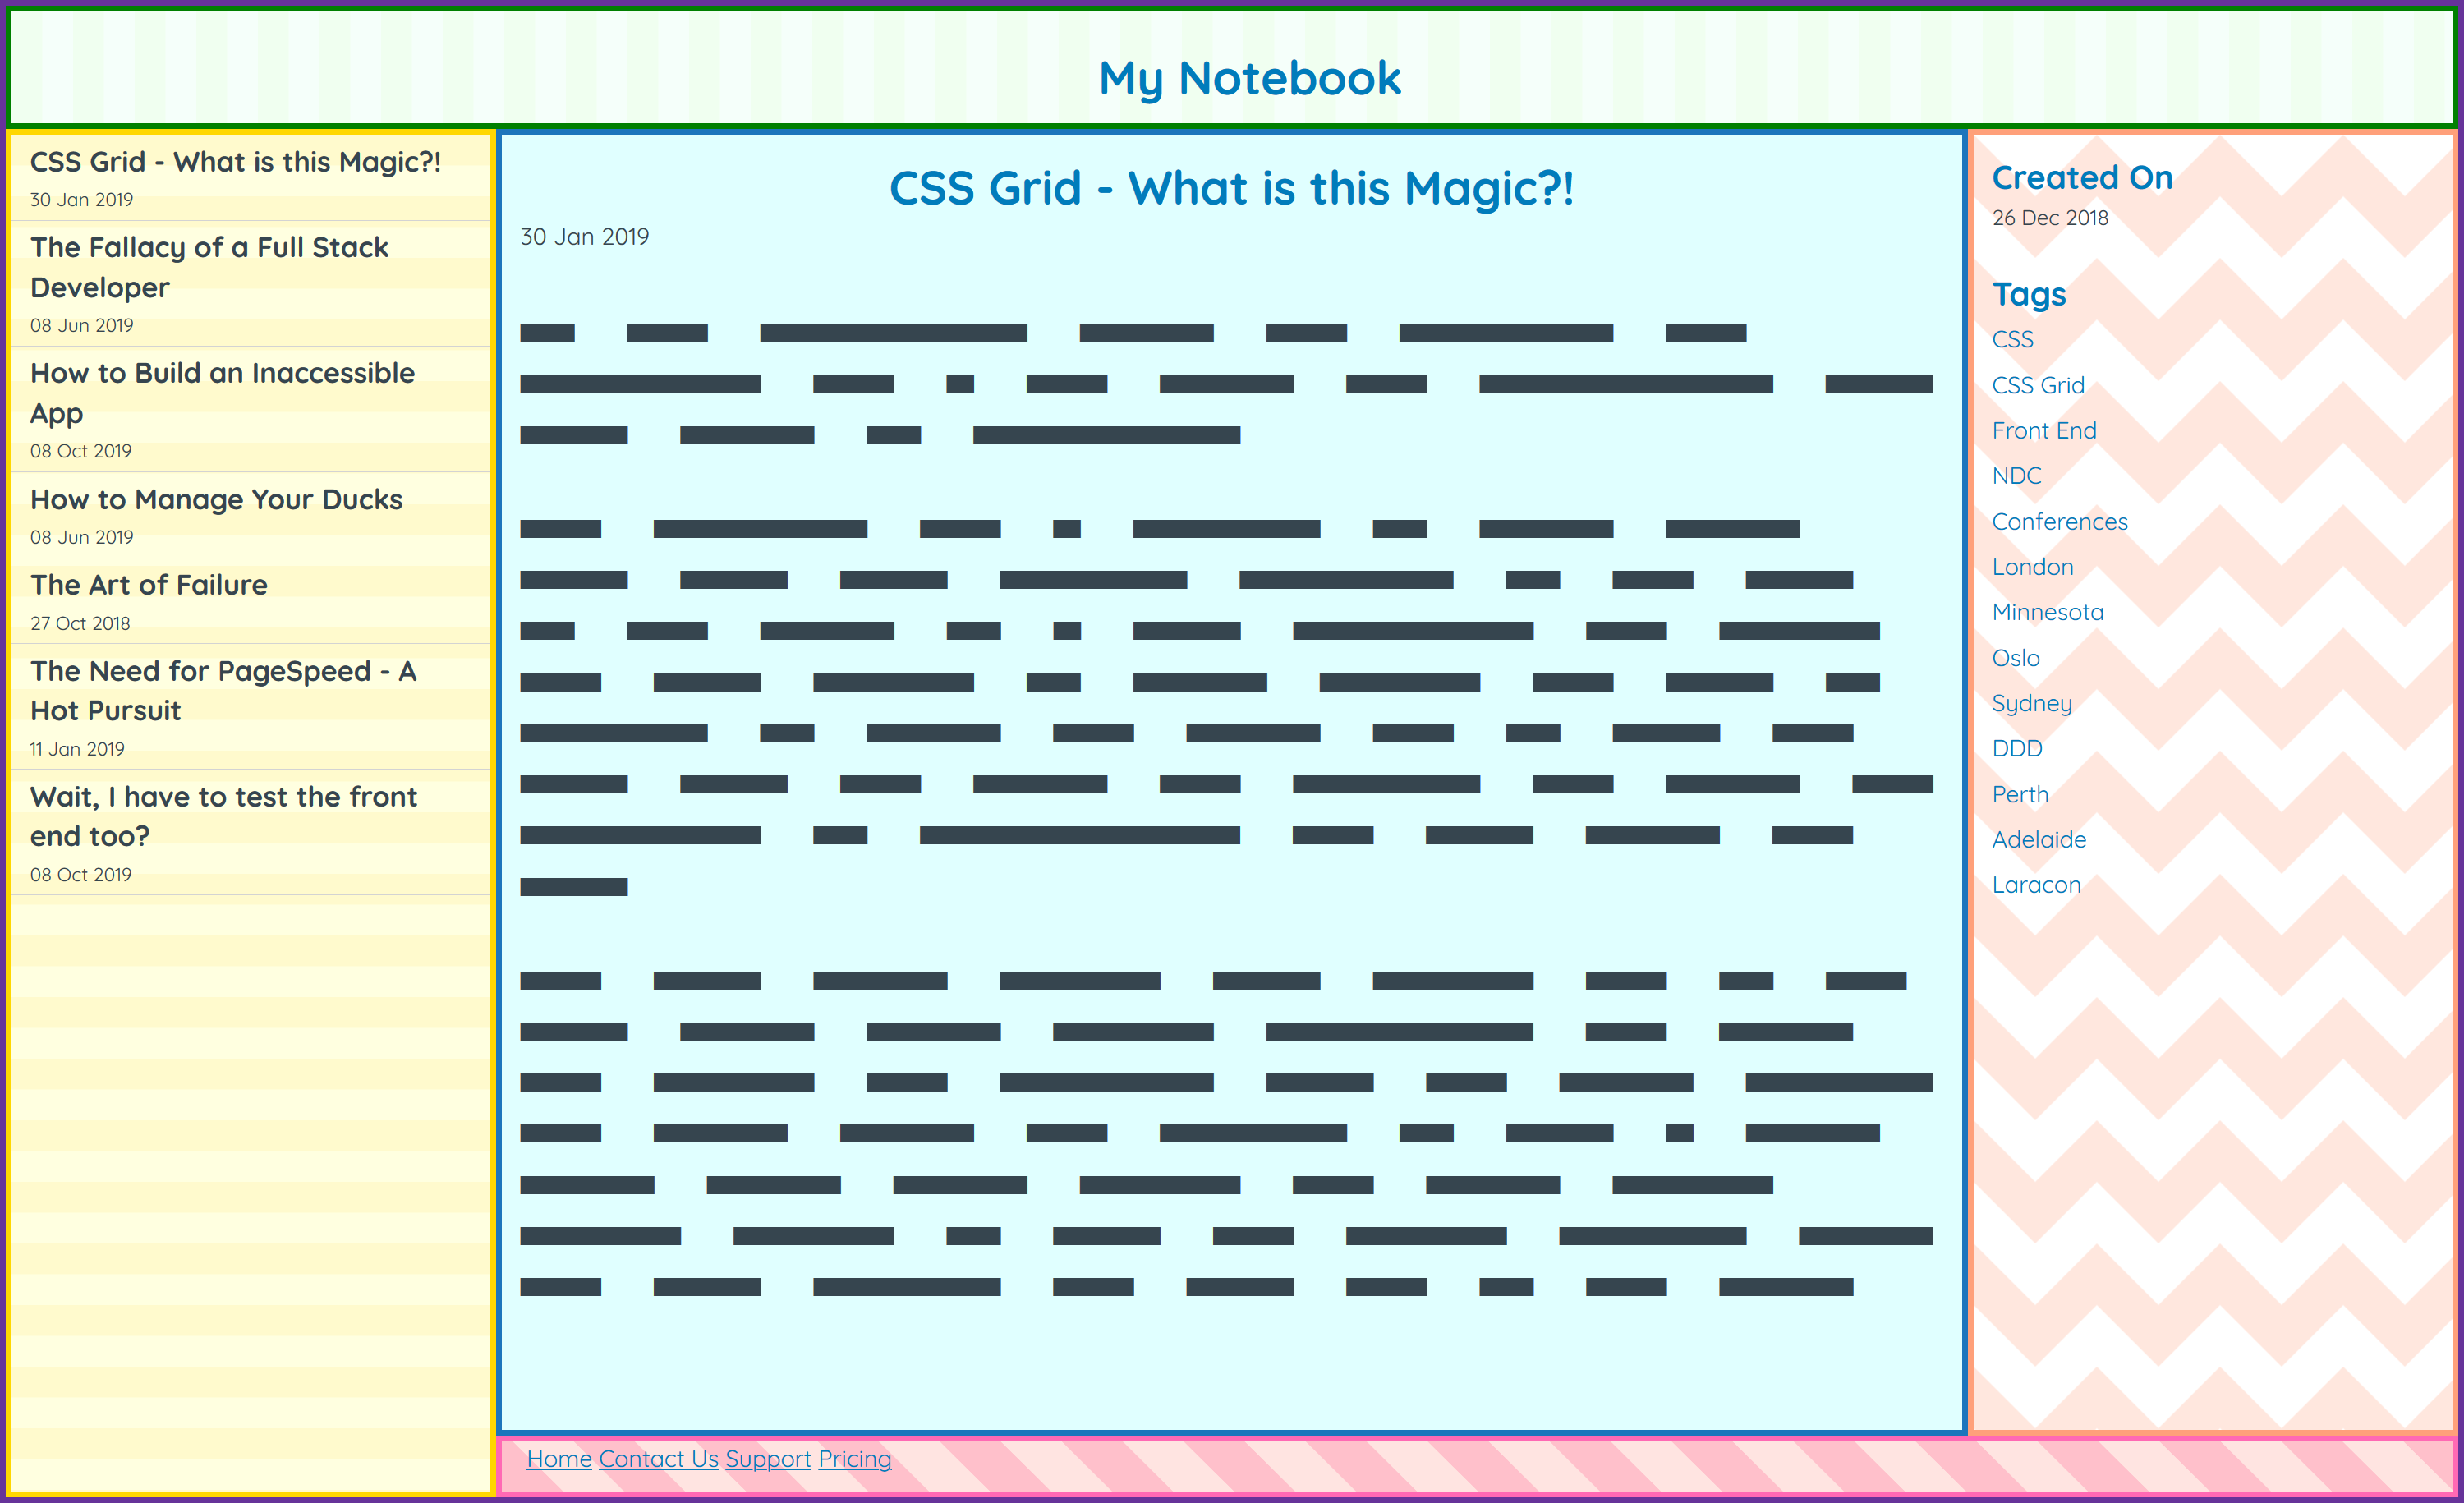 My Notebook
CSS Grid - What is this Magic?!
30 Jan 2019
The Fallacy of a Full Stack
Developer
08 Jun 2019
How to Build an Inaccessible
App
08 Oct 2019
How to Manage Your Ducks
08 Jun 2019
The Art of Failure
27 Oct 2018
The Need for PageSpeed - A
Hot Pursuit
11 Jan 2019
Wait, I have to test the front
end too?
08 Oct 2019
CSS Grid - What is this Magic?!
30 Jan 2019
Created On
26 Dec 2018
Tags
CSS
CSS Grid
Front End
NDC
Conferences
London
Minnesota
Oslo
Sydney
DDD
Perth
Adelaide
Laracon
Home Contact Us Support Pricing